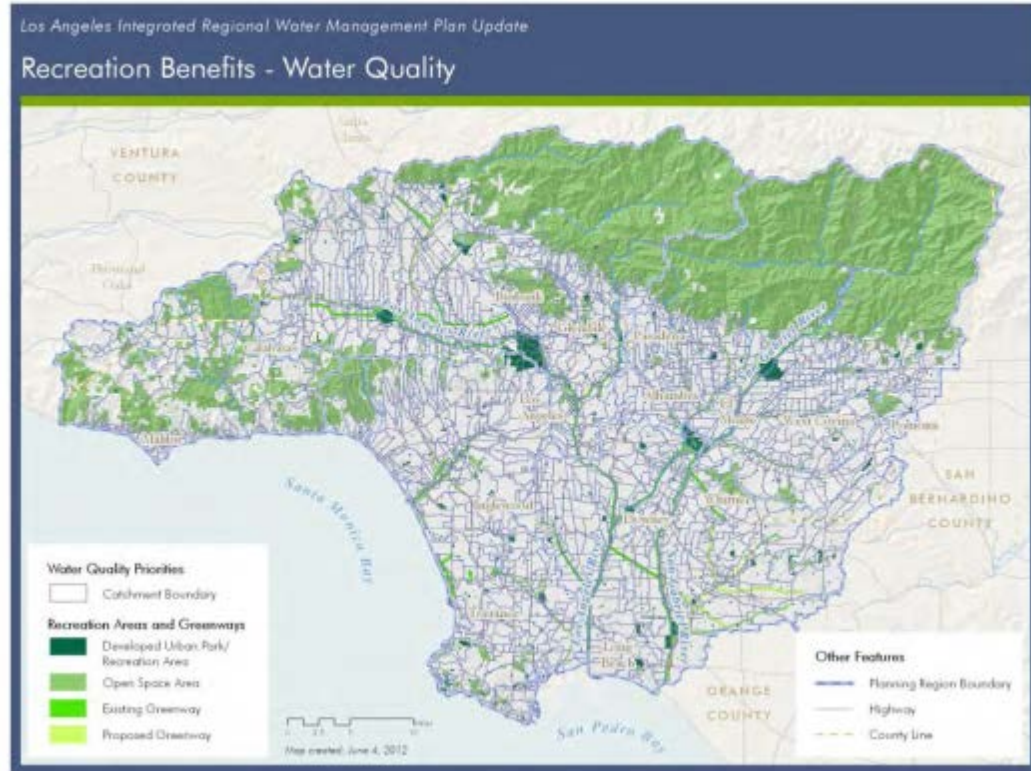 Los Angeles Integrated Regional Water Management Plan Update
Recreation Benefits - Water Quality
VENTURA
COUNTY
Burbank
Glendale
Pasadena
Los
Angeles
Alhambra
El
Monte
West Covina
Pomona
Malibu
SAN
BERNARDINO
COUNTY
Santa Monica Bay
Inglewood
Downey
Whittier
Torrance
Long
Beach
ORANGE
COUNTY
San Pedro Bay
Water Quality Priorities
Catchment Boundary
Recreation Areas and Greenways
Developed Urban Park/
Recreation Area
Open Space Area
Existing Greenway
Proposed Greenway
Map created: June 4, 2012
Other Features
Planning Region Boundary
Highway
County Line